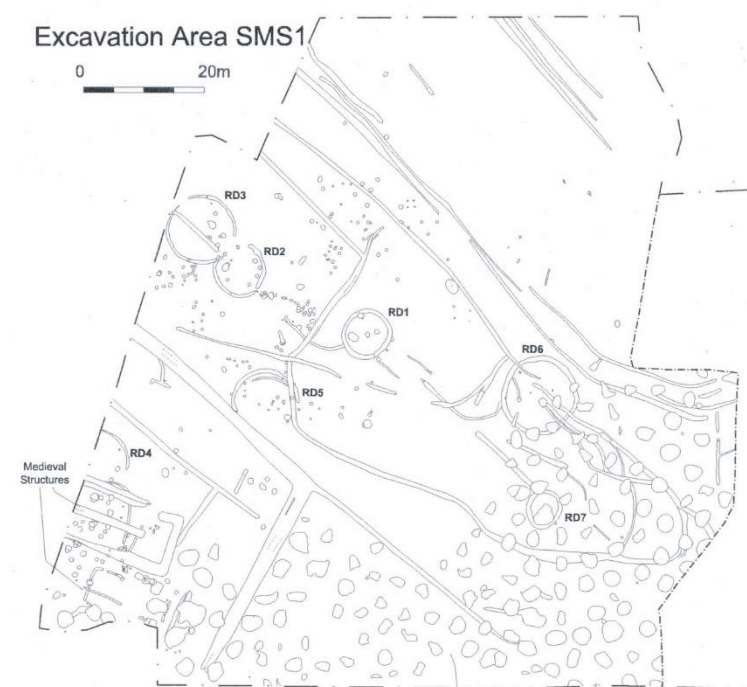 Excavation Area SMS1
0 20m
RD3
RD2
RD1
RD6
RD5
RD4
Medieval
Structures
RD7